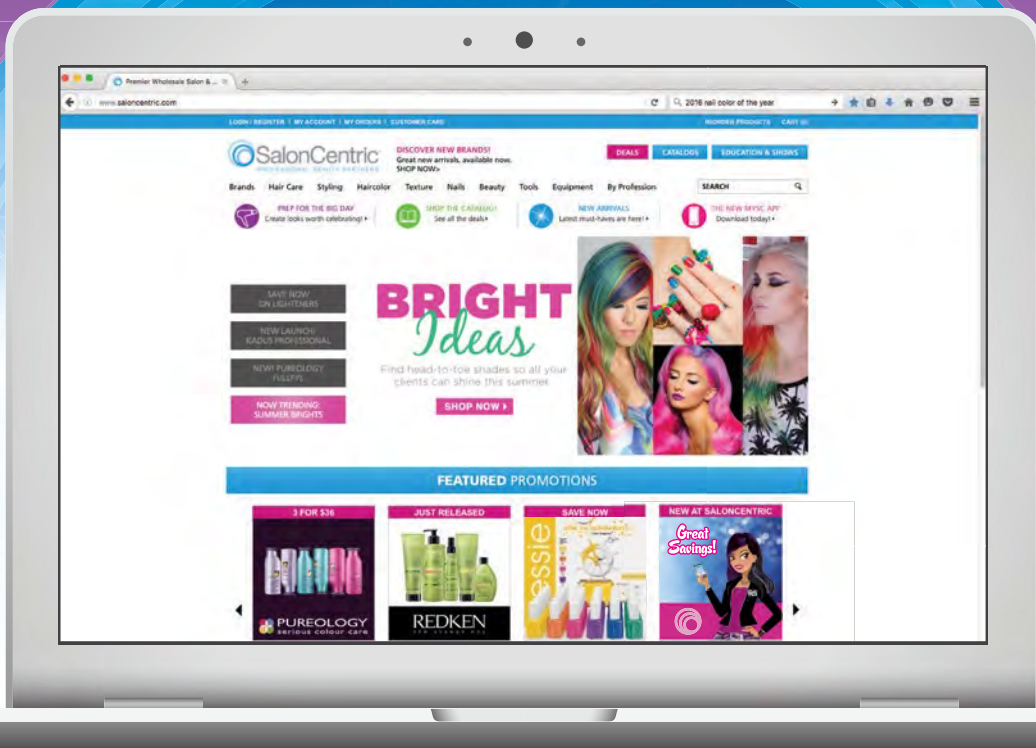 Premier Wholesale Salon & ...
www.saloncentric.com
2016 nail color of the year
LOGIN / REGISTER | MY ACCOUNT | MY ORDERS | CUSTOMER CARE
REORDER PRODUCTS CART
SalonCentric
PROFESSIONAL BEAUTY PARTNERS
DISCOVER NEW BRANDS!
Great new arrivals, available now.
SHOP NOW>
DEALS
CATALOGS
EDUCATION & SHOWS
Brands Hair Care Styling Haircolor Texture Nails Beauty Tools Equipment By Profession
SEARCH
PREP FOR THE BIG DAY
Create looks worth celebrating!
SHOP THE CATALOG!
See all the deals
NEW ARRIVALS
Latest must-haves are here!
THE NEW MYSC APP
Download today!
SAVE NOW
ON LIGHTENERS
NEW LAUNCH!
KADUS PROFESSIONAL
NEW! PUREOLOGY
FULLFYL
NOW TRENDING:
SUMMER BRIGHTS
BRIGHT
Ideas
Find head-to-toe shades so all your
clients can shine this summer
SHOP NOW
FEATURED PROMOTIONS
3 FOR $36
PUREOLOGY
serious colour care
JUST RELEASED
REDKEN
SAVE NOW
essie
NEW AT SALONCENTRIC
Great
Savings!